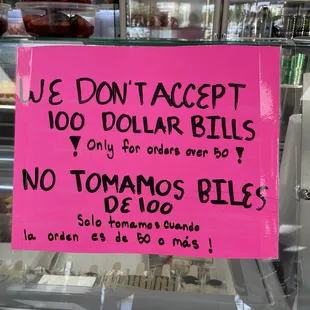 WE DON'T ACCEPT
100 DOLLAR BILLS
! Only for orders over 50 !
NO TOMAMOS BILES
DE 100
Solo tomamos cuando
la orden es de 50 o más !